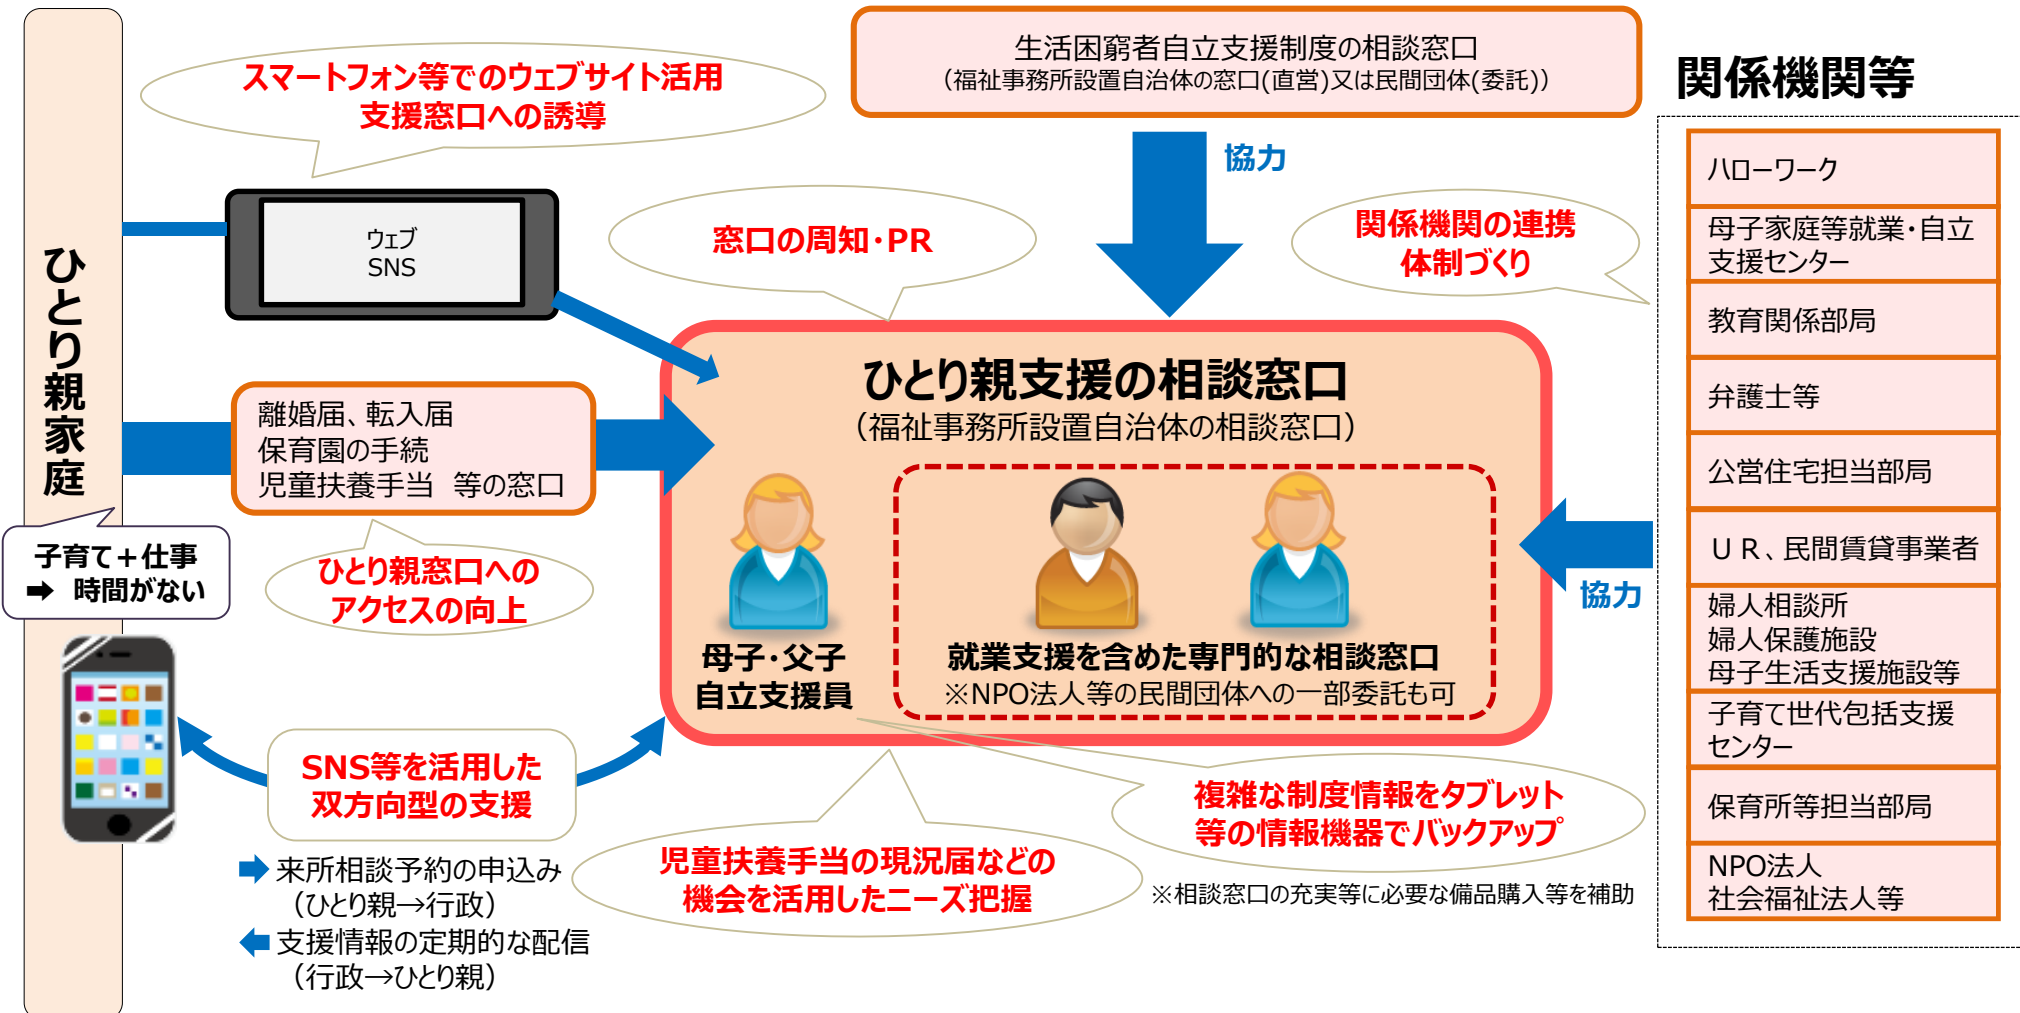 ひとり親家庭
子育て＋仕事
➡ 時間がない
スマートフォン等でのウェブサイト活用
支援窓口への誘導
ウェブ
SNS
離婚届、転入届
保育園の手続
児童扶養手当　等の窓口
ひとり親窓口への
アクセスの向上
SNS等を活用した
双方向型の支援
来所相談予約の申込み
（ひとり親→行政）
支援情報の定期的な配信
（行政→ひとり親）
生活困窮者自立支援制度の相談窓口
（福祉事務所設置自治体の窓口(直営)又は民間団体(委託)）
協力
窓口の周知・PR
関係機関の連携
体制づくり
ひとり親支援の相談窓口
（福祉事務所設置自治体の相談窓口）
母子・父子
自立支援員
就業支援を含めた専門的な相談窓口
※NPO法人等の民間団体への一部委託も可
児童扶養手当の現況届などの
機会を活用したニーズ把握
複雑な制度情報をタブレット
等の情報機器でバックアップ
※相談窓口の充実等に必要な備品購入等を補助
協力
関係機関等
ハローワーク
母子家庭等就業・自立
支援センター
教育関係部局
弁護士等
公営住宅担当部局
ＵＲ、民間賃貸事業者
婦人相談所
婦人保護施設
母子生活支援施設等
子育て世代包括支援
センター
保育所等担当部局
NPO法人
社会福祉法人等